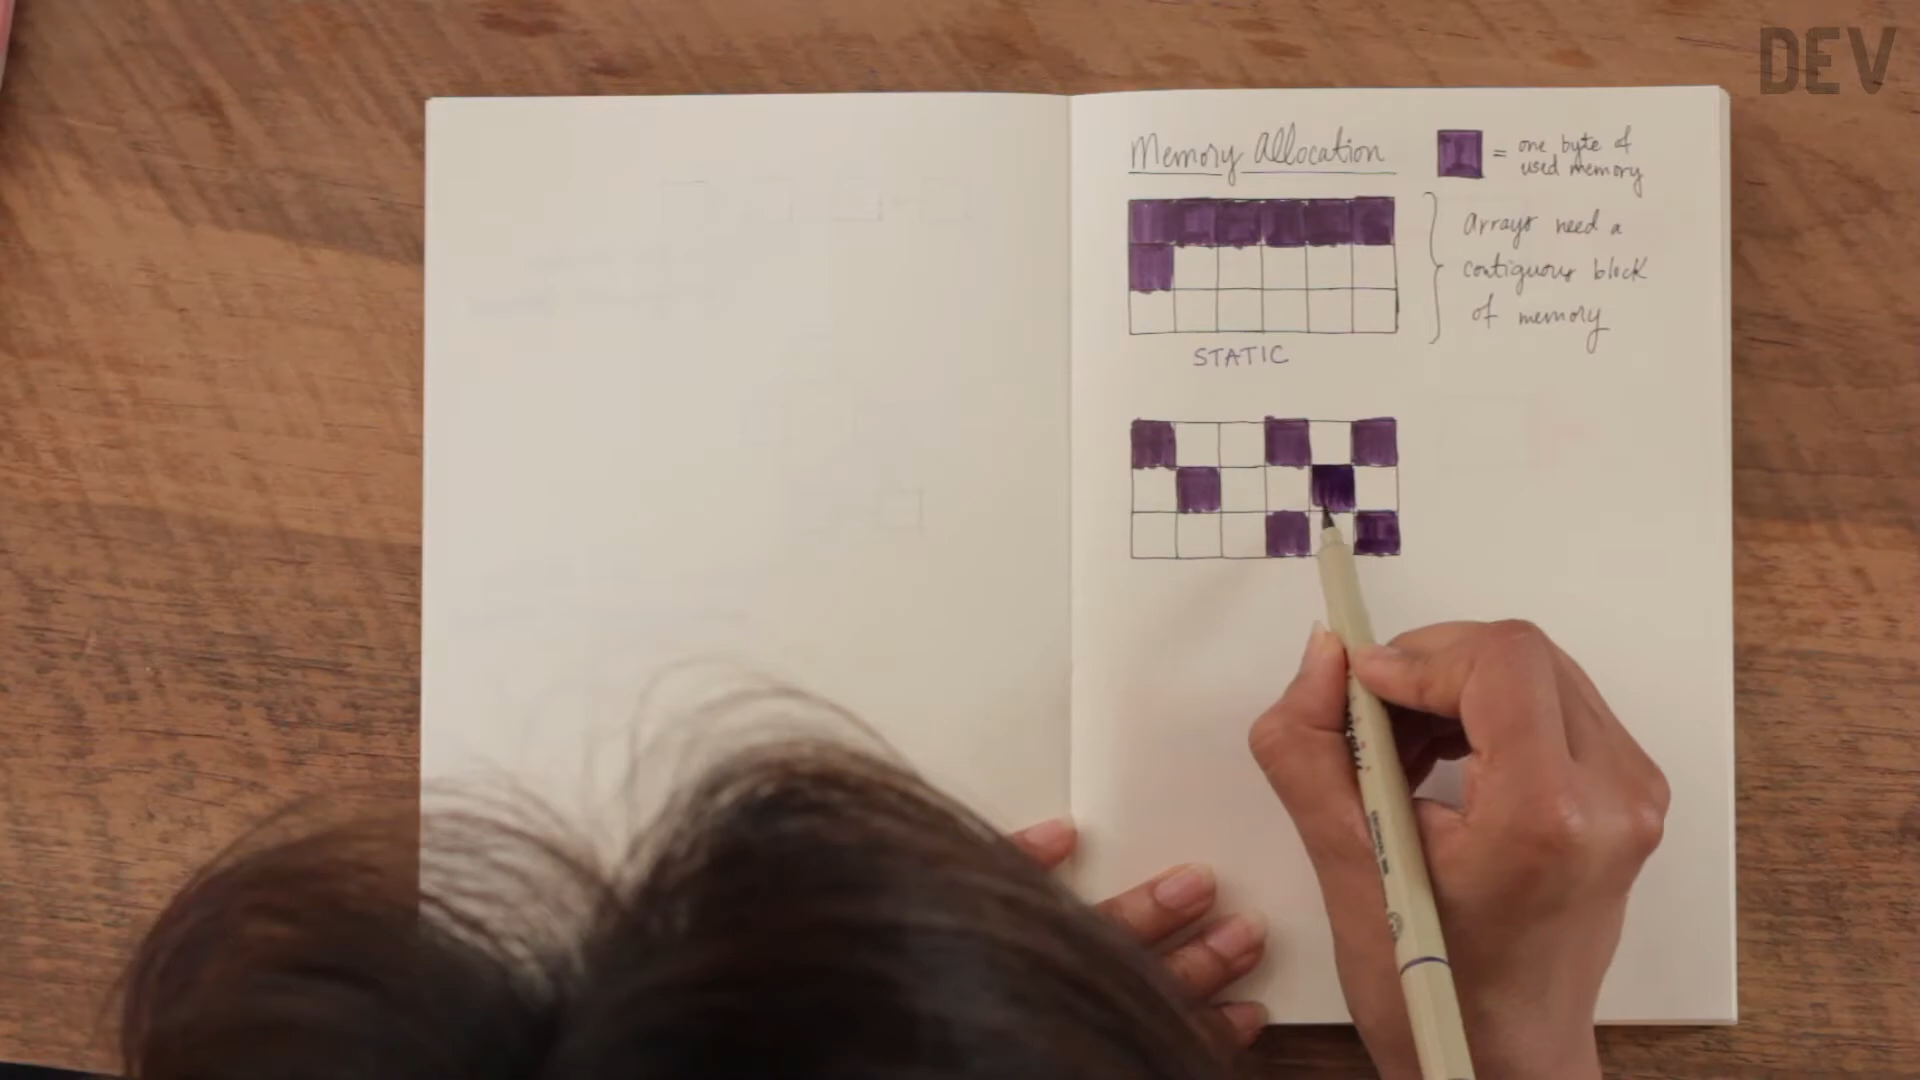 DEV
Memory Allocation
= one byte of
used memory
Arrays need a
contiguous block
of memory
STATIC